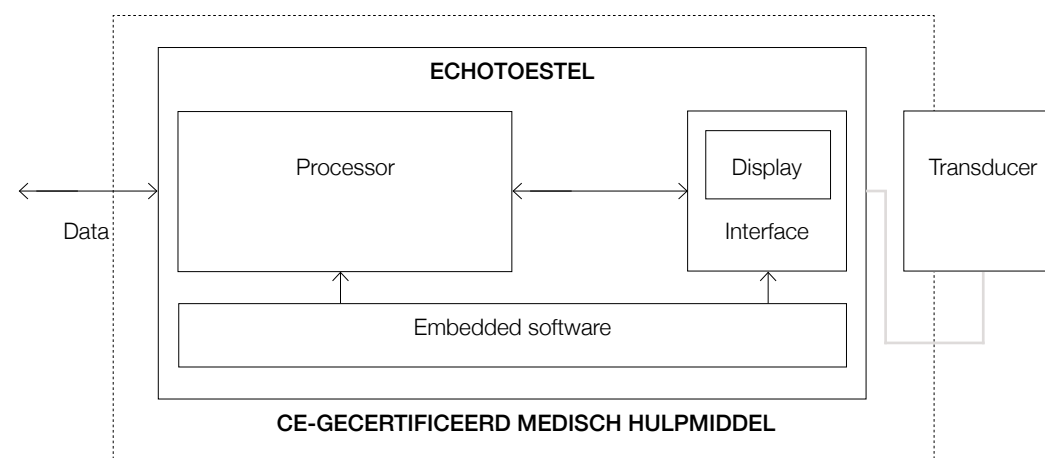 ECHOTOESTEL
Processor
Display
Transducer
Data
Interface
Embedded software
CE-GECERTIFICEERD MEDISCH HULPMIDDEL